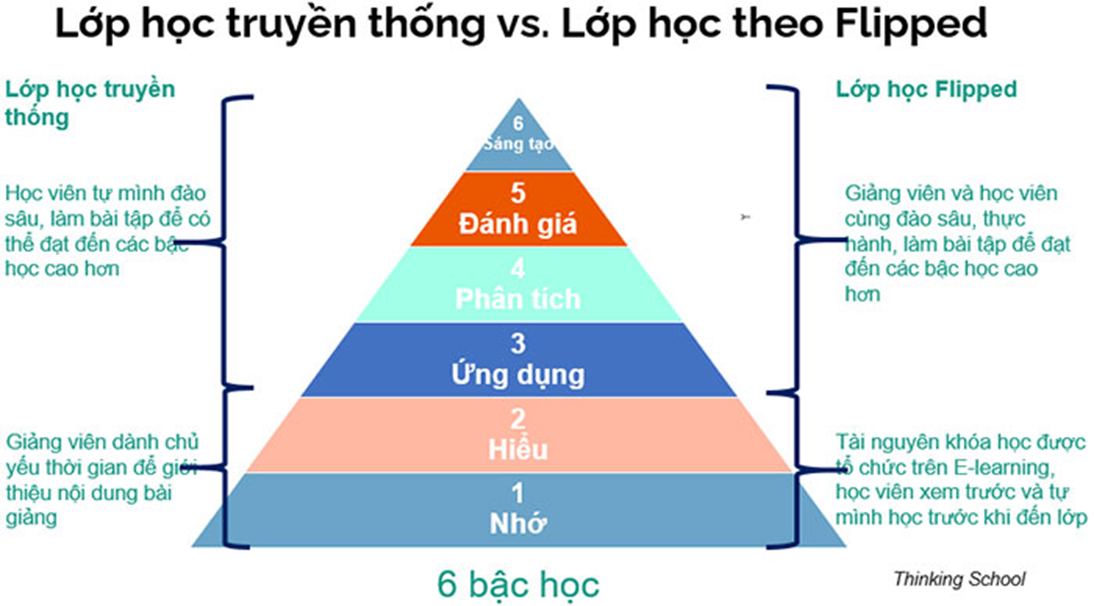 Lớp học truyền thống vs. Lớp học theo Flipped
Lớp học truyền
thống
Học viên tự mình đào
sâu, làm bài tập để có
thể đạt đến các bậc
học cao hơn
Giảng viên dành chủ
yếu thời gian để giới
thiệu nội dung bài
giảng
6
Sáng tạo
5
Đánh giá
4
Phân tích
3
Ứng dụng
2
Hiểu
1
Nhớ
6 bậc học
Lớp học Flipped
Giảng viên và học viên
cùng đào sâu, thực
hành, làm bài tập để đạt
đến các bậc học cao
hơn
Tài nguyên khóa học được
tổ chức trên E-learning,
học viên xem trước và tự
mình học trước khi đến lớp
Thinking School